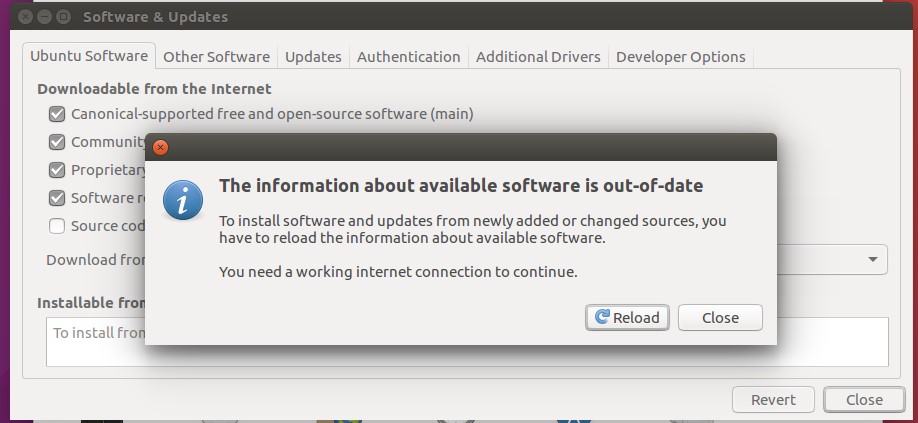 Software & Updates
Ubuntu Software Other Software Updates Authentication Additional Drivers Developer Options
Downloadable from the Internet
Canonical-supported free and open-source software (main)
Community
Proprietary
Software re
Source cod
Download from
Installable from
To install from
The information about available software is out-of-date
To install software and updates from newly added or changed sources, you
have to reload the information about available software.
You need a working internet connection to continue.
Reload Close
Revert Close